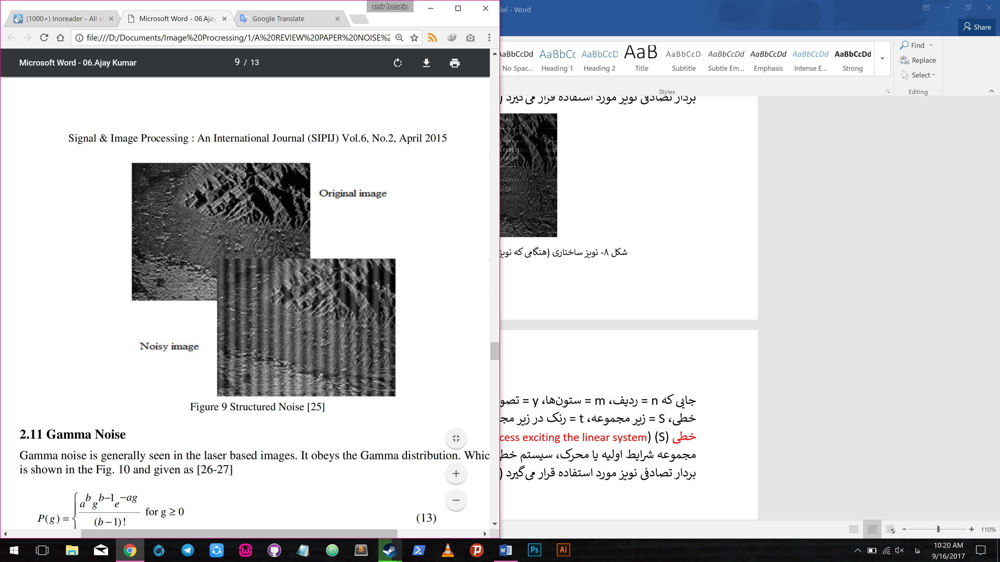 amir hossein
(1000+) Inoreader - All a
Microsoft Word - 06.Ajay
Google Translate
file:///D:/Documents/Image%20Procressing/1/A%20REVIEW%20PAPER%20NOISE%2
Microsoft Word - 06.Ajay Kumar
9 / 13
Signal & Image Processing : An International Journal (SIPIJ) Vol.6, No.2, April 2015
Original image
Noisy image
Figure 9 Structured Noise [25]
2.11 Gamma Noise
Gamma noise is generally seen in the laser based images. It obeys the Gamma distribution. Whic
is shown in the Fig. 10 and given as [26-27]
P(g) = { a^b g^{b-1} e^{-ag} / (b-1)! for g ≥ 0
(13)
del - Word
Share
AaBbCcDd AaBbCc AaBbCcD AaB AaBbCcD AaBbCcDd AaBbCcDd AaBbCcDd AaBbCcDd
No Spac... Heading 1 Heading 2 Title Subtitle Subtle Em... Emphasis Intense E... Strong
Styles
Find
Replace
Select
Editing
بردار تصادفی نویز مورد استفاده قرار می‌گیرد (
شکل ۸- نویز ساختاری (هنگامی که نویز
جایی که n = ردیف، m = ستون‌ها، y = تصو
خطی، S = زیر مجموعه، t = رنک در زیر مج
خطی (S) (cess exciting the linear system
مجموعه شرایط اولیه یا محرک، سیستم خط
بردار تصادفی نویز مورد استفاده قرار می‌گیرد (
110%
Ps
Ai
فا
10:20 AM
9/16/2017